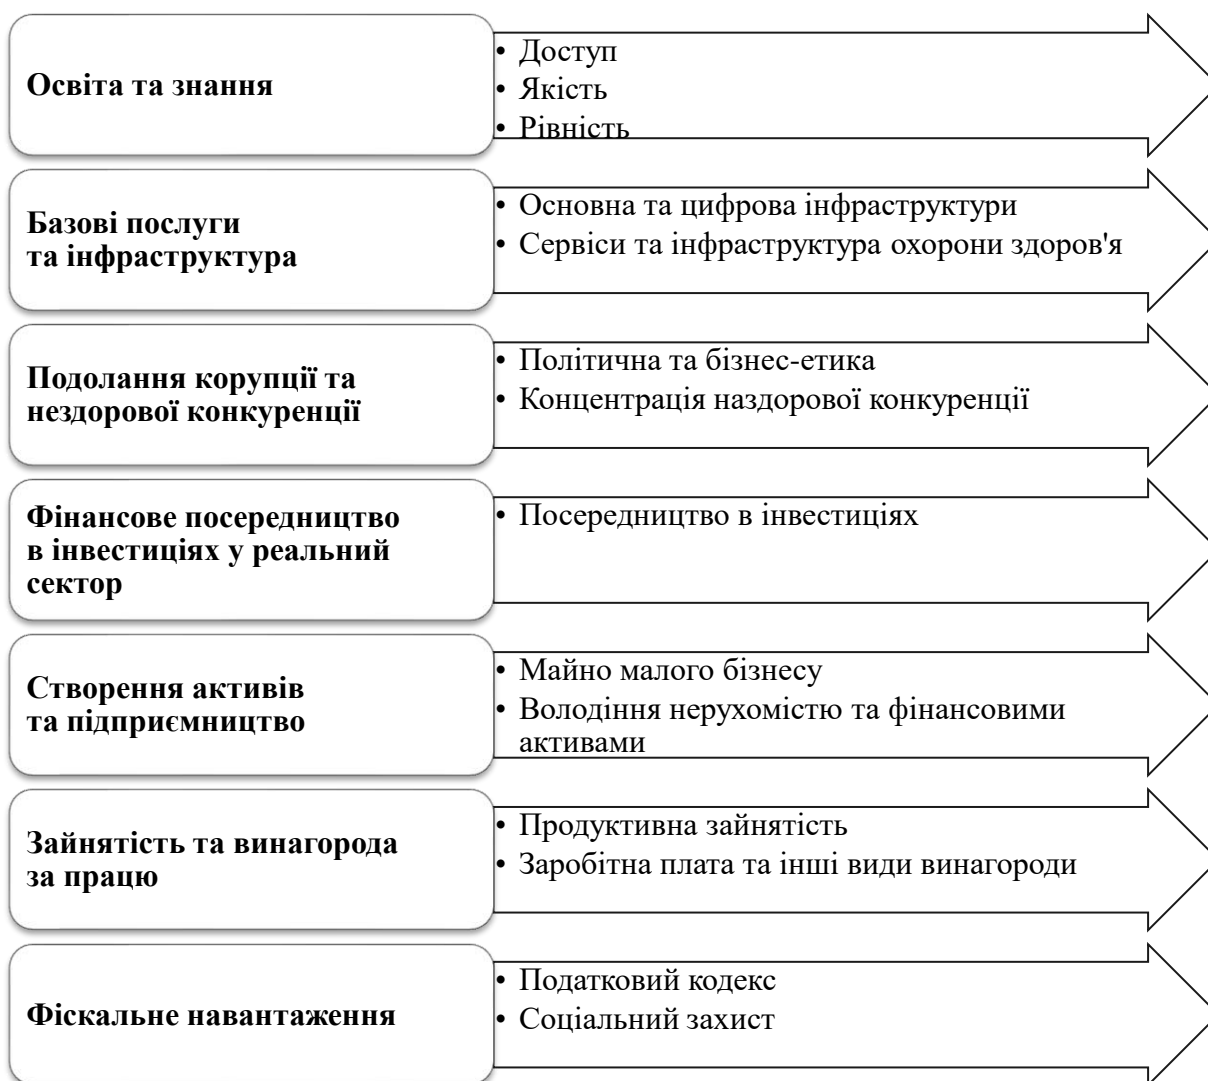 Освіта та знання
• Доступ
• Якість
• Рівність
Базові послуги
та інфраструктура
• Основна та цифрова інфраструктури
• Сервіси та інфраструктура охорони здоров'я
Подолання корупції та
нездорової конкуренції
• Політична та бізнес-етика
• Концентрація наздорової конкуренції
Фінансове посередництво
в інвестиціях у реальний
сектор
• Посередництво в інвестиціях
Створення активів
та підприємництво
• Майно малого бізнесу
• Володіння нерухомістю та фінансовими
активами
Зайнятість та винагорода
за працю
• Продуктивна зайнятість
• Заробітна плата та інші види винагороди
Фіскальне навантаження
• Податковий кодекс
• Соціальний захист